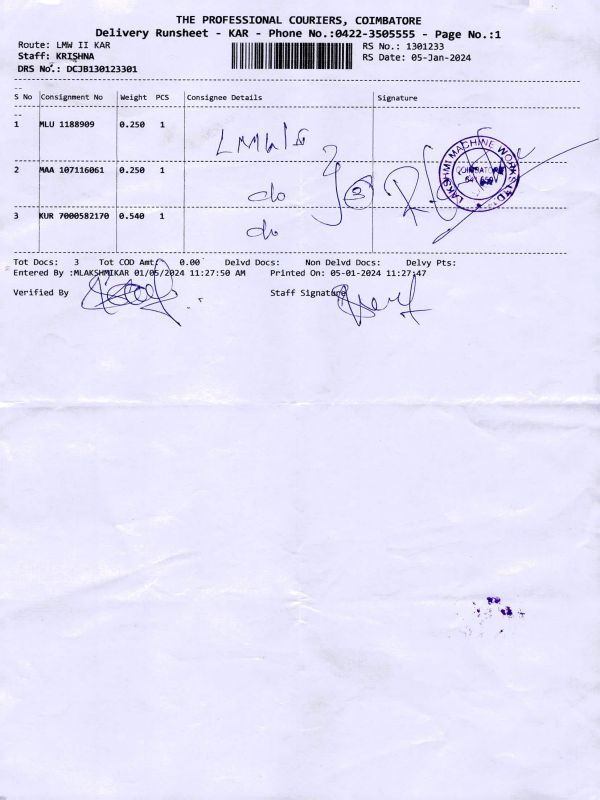 THE PROFESSIONAL COURIERS, COIMBATORE
Delivery Runsheet - KAR - Phone No.:0422-3505555 - Page No.:1
Route: LMW II KAR RS No.: 1301233
Staff: KRISHNA RS Date: 05-Jan-2024
DRS No.: DCJB130123301
S No Consignment No Weight PCS Consignee Details Signature
1 MLU 1188909 0.250 1
2 MAA 107116061 0.250 1 do
3 KUR 7000582170 0.540 1 do
LAKSHMI MACHINE WORKS LTD
COIMBATORE
Tot Docs: 3 Tot COD Amt: 0.00 Delvd Docs: Non Delvd Docs: Delvy Pts:
Entered By :MLAKSHMIKAR 01/05/2024 11:27:50 AM Printed On: 05-01-2024 11:27:47
Verified By Staff Signature